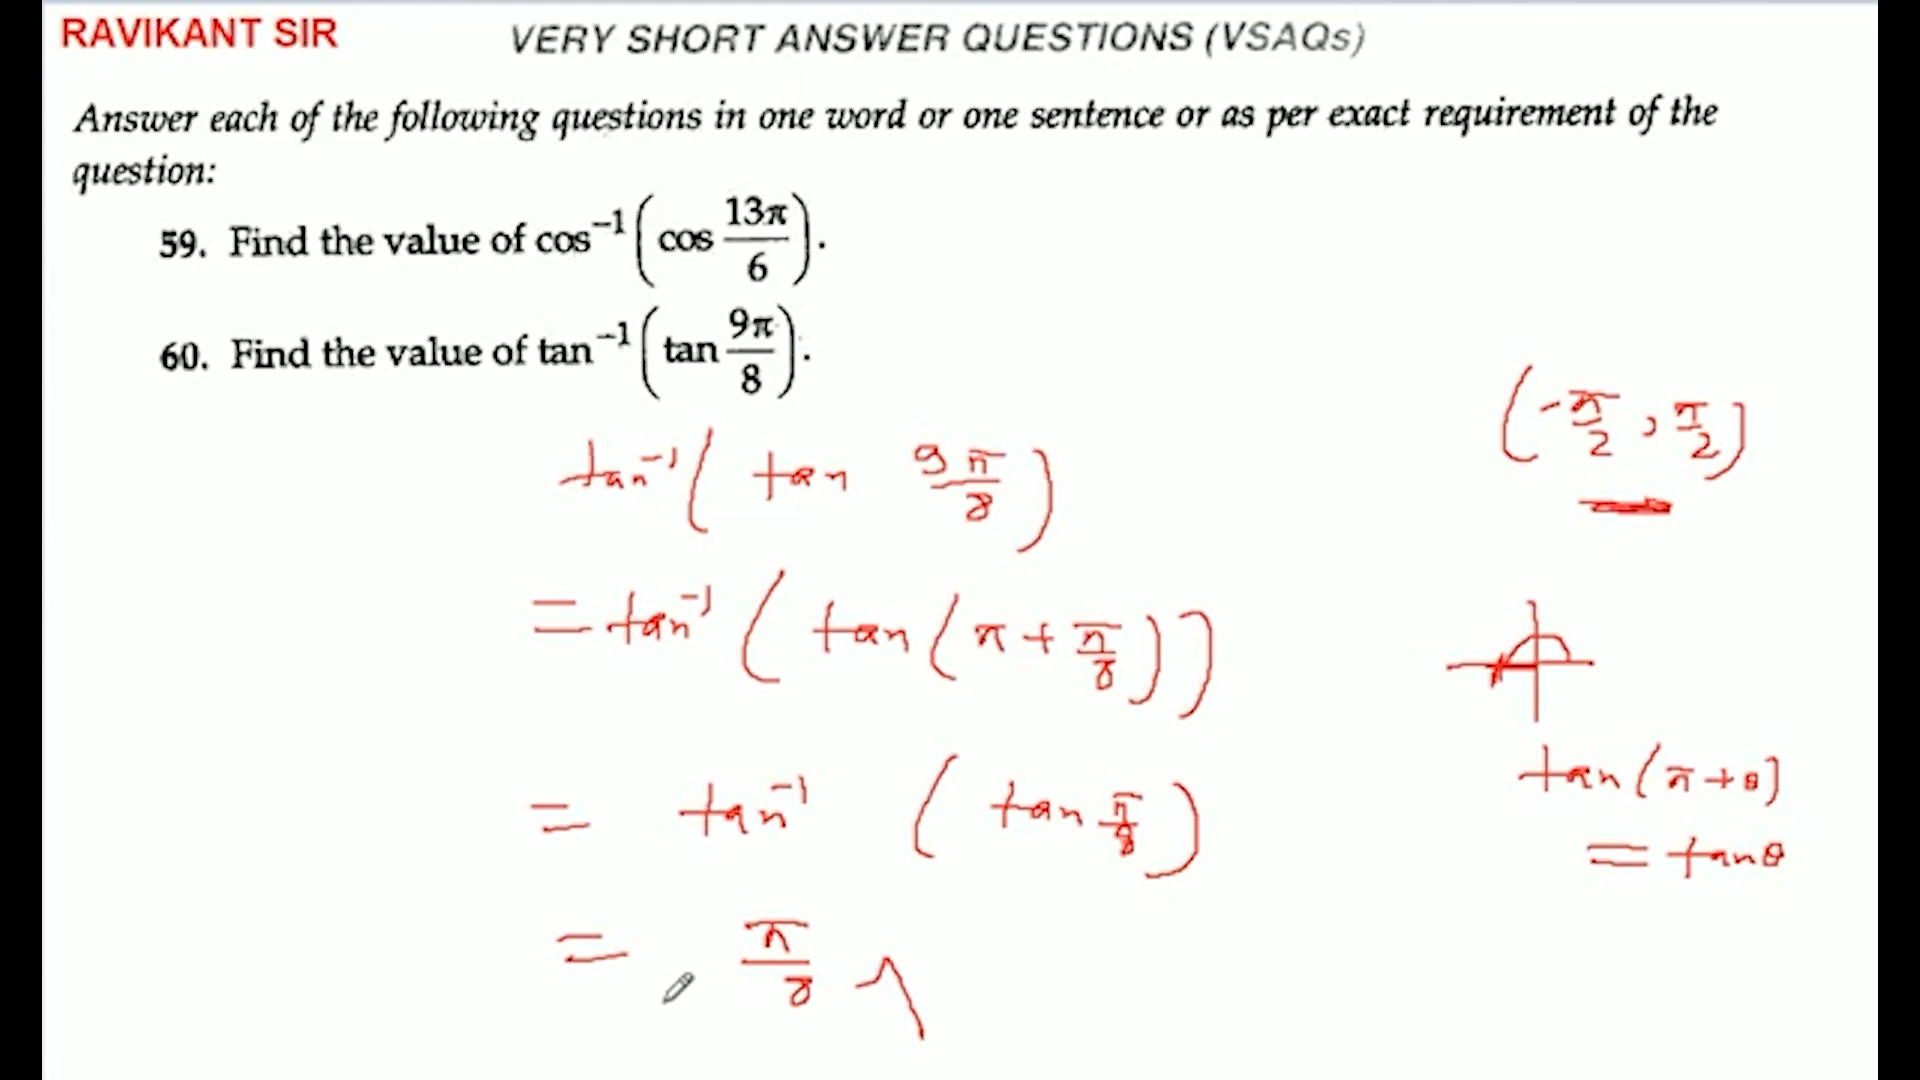 RAVIKANT SIR VERY SHORT ANSWER QUESTIONS (VSAQs)
Answer each of the following questions in one word or one sentence or as per exact requirement of the
question:
59. Find the value of cos⁻¹(cos 13π/6).
60. Find the value of tan⁻¹(tan 9π/8).
(-π/2, π/2)
tan⁻¹(tan 9π/8)
= tan⁻¹(tan(π+π/8))
= tan⁻¹(tan π/8)
= π/8
tan(π+θ)
= tanθ